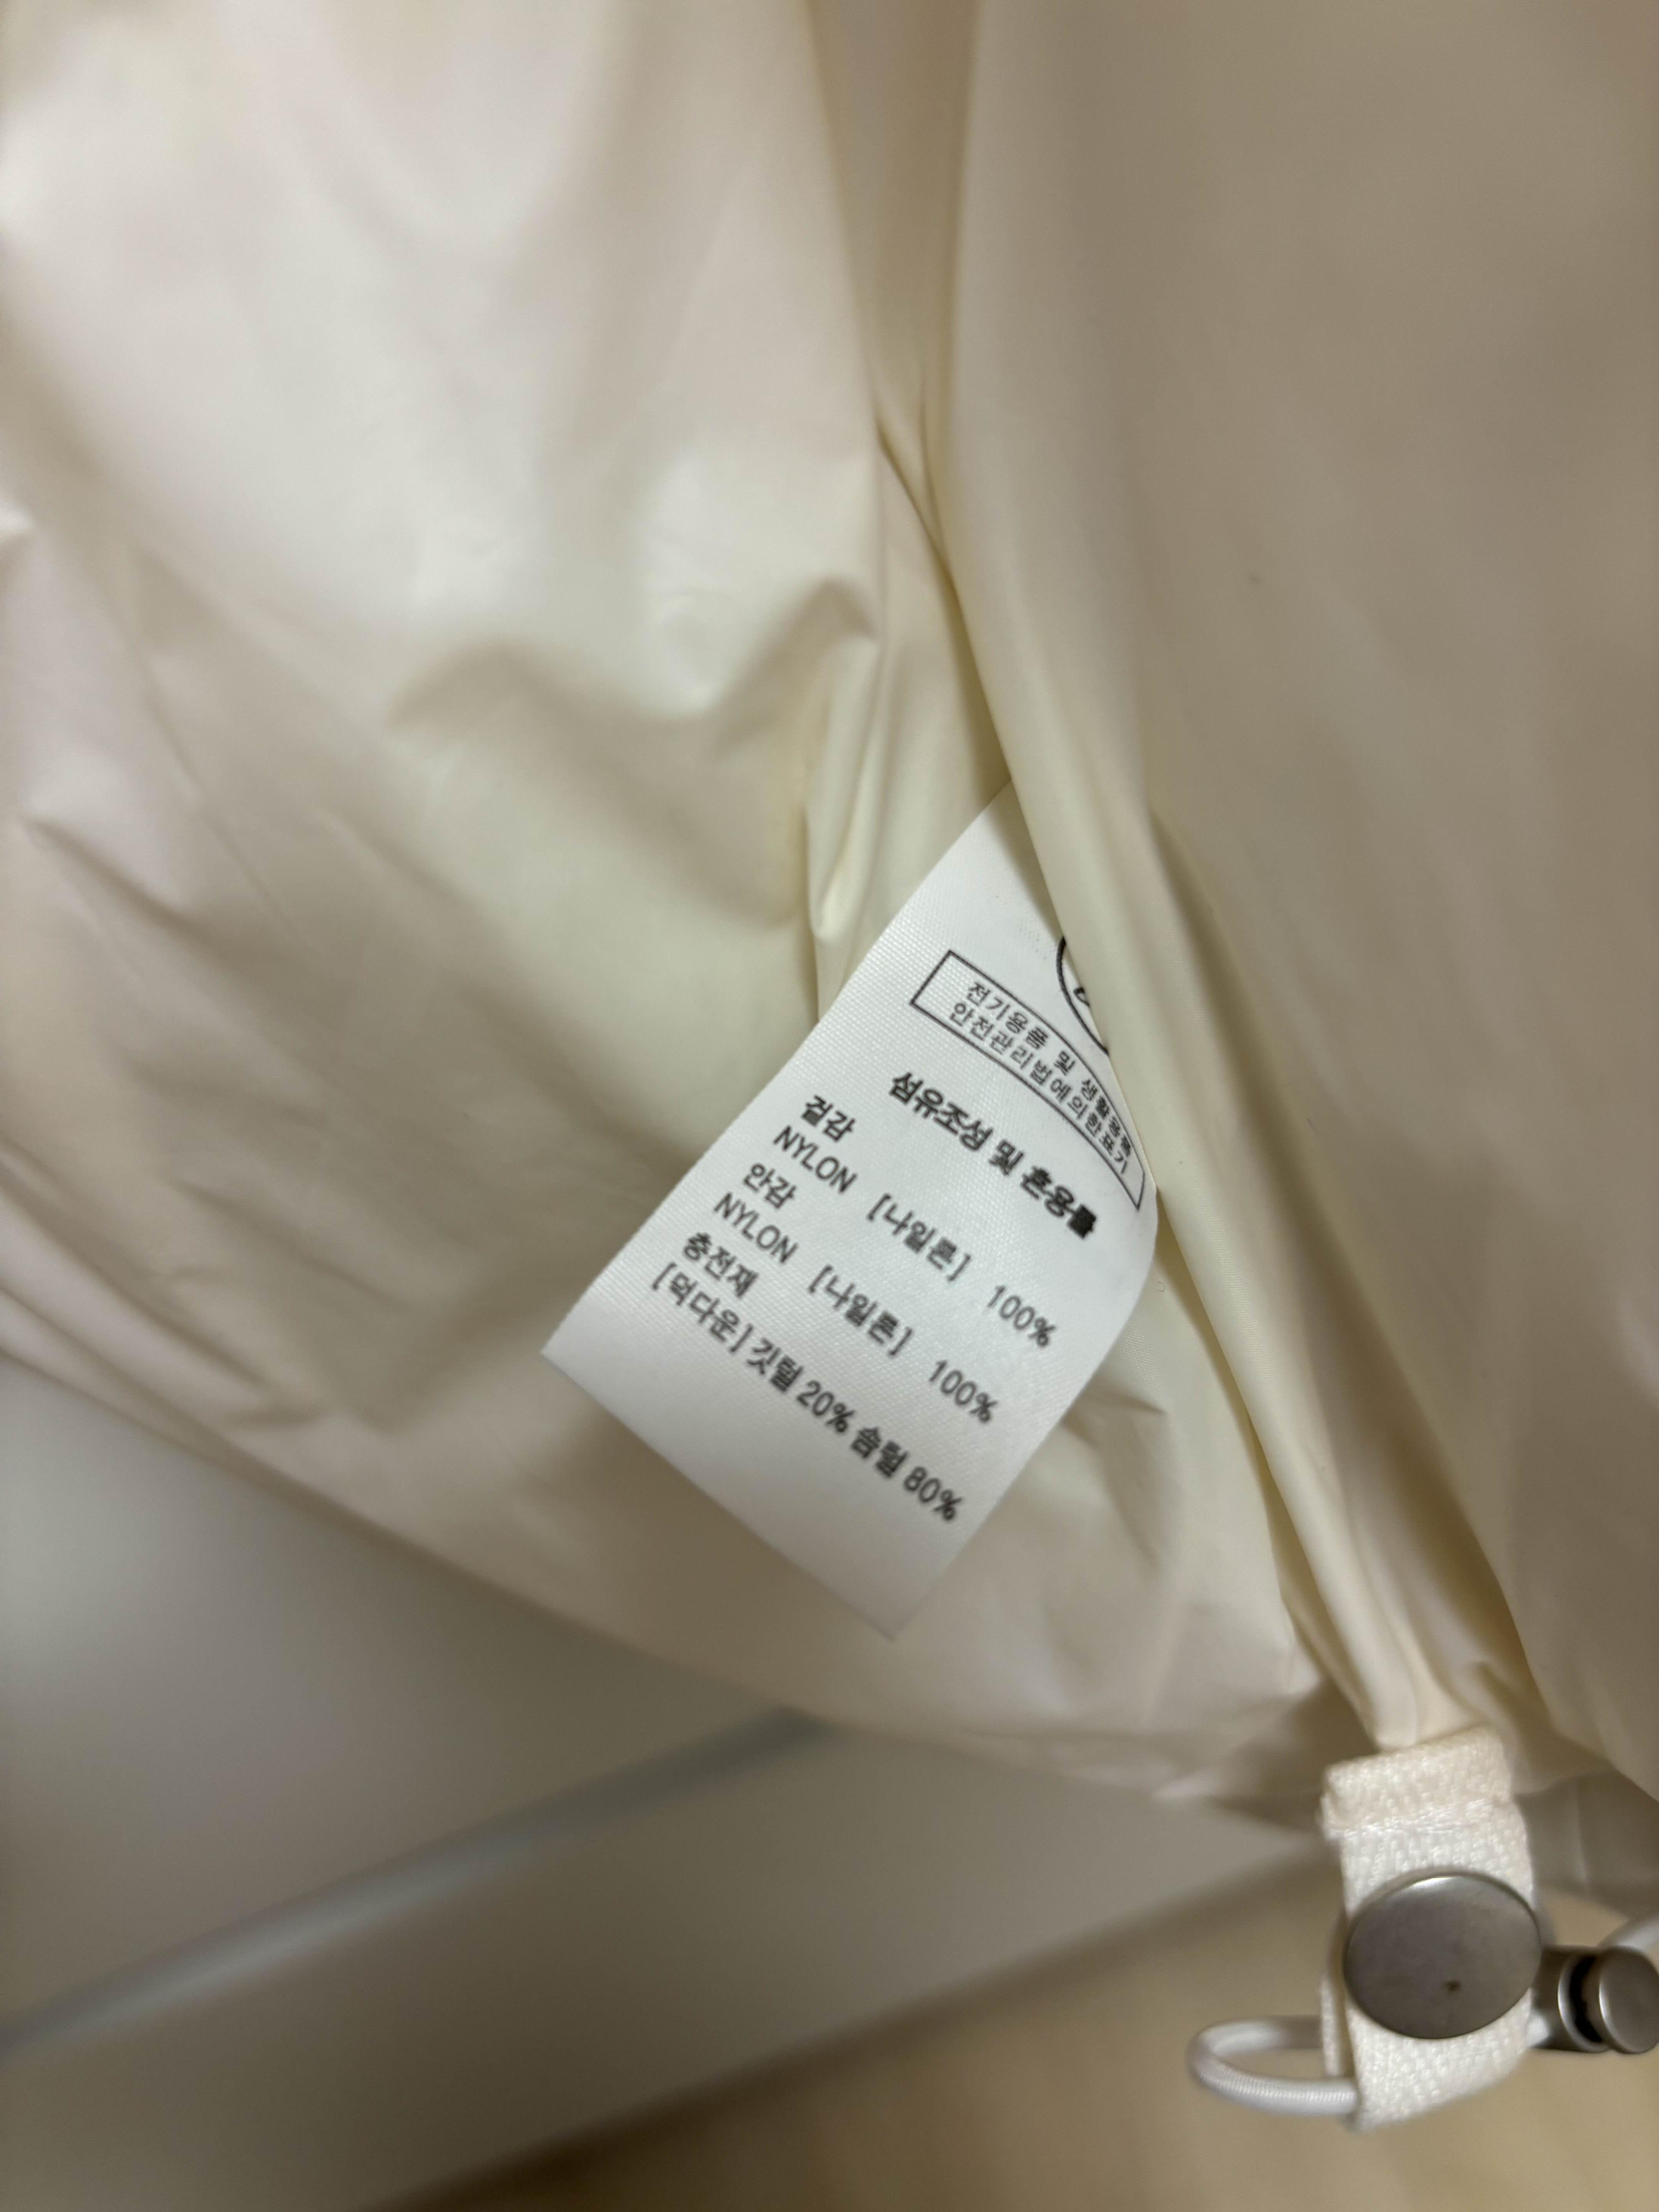 전기용품 및 생활용품
안전관리법에의한표기
섬유조성 및 혼용률
겉감
NYLON [나일론] 100%
안감
NYLON [나일론] 100%
충전재
[덕다운] 깃털 20% 솜털 80%